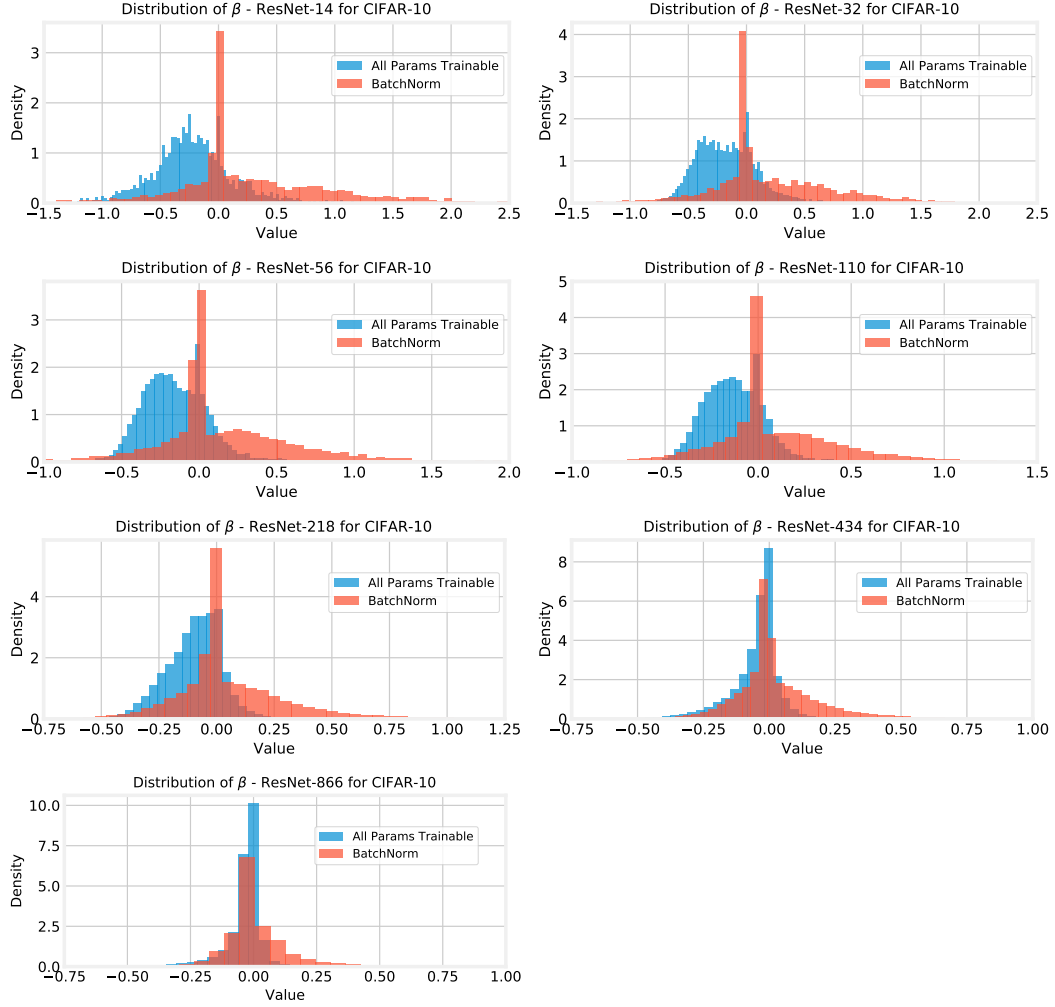 Distribution of β - ResNet-14 for CIFAR-10
Density
3
2
1
0
All Params Trainable
BatchNorm
−1.5 −1.0 −0.5 0.0 0.5 1.0 1.5 2.0 2.5
Value
Distribution of β - ResNet-32 for CIFAR-10
Density
4
3
2
1
0
All Params Trainable
BatchNorm
−1.5 −1.0 −0.5 0.0 0.5 1.0 1.5 2.0 2.5
Value
Distribution of β - ResNet-56 for CIFAR-10
Density
3
2
1
0
All Params Trainable
BatchNorm
−1.0 −0.5 0.0 0.5 1.0 1.5 2.0
Value
Distribution of β - ResNet-110 for CIFAR-10
Density
5
4
3
2
1
All Params Trainable
BatchNorm
−1.0 −0.5 0.0 0.5 1.0 1.5
Value
Distribution of β - ResNet-218 for CIFAR-10
Density
4
2
0
All Params Trainable
BatchNorm
−0.75 −0.50 −0.25 0.00 0.25 0.50 0.75 1.00 1.25
Value
Distribution of β - ResNet-434 for CIFAR-10
Density
8
6
4
2
0
All Params Trainable
BatchNorm
−0.75 −0.50 −0.25 0.00 0.25 0.50 0.75 1.00
Value
Distribution of β - ResNet-866 for CIFAR-10
Density
10.0
7.5
5.0
2.5
0.0
All Params Trainable
BatchNorm
−0.75 −0.50 −0.25 0.00 0.25 0.50 0.75 1.00
Value